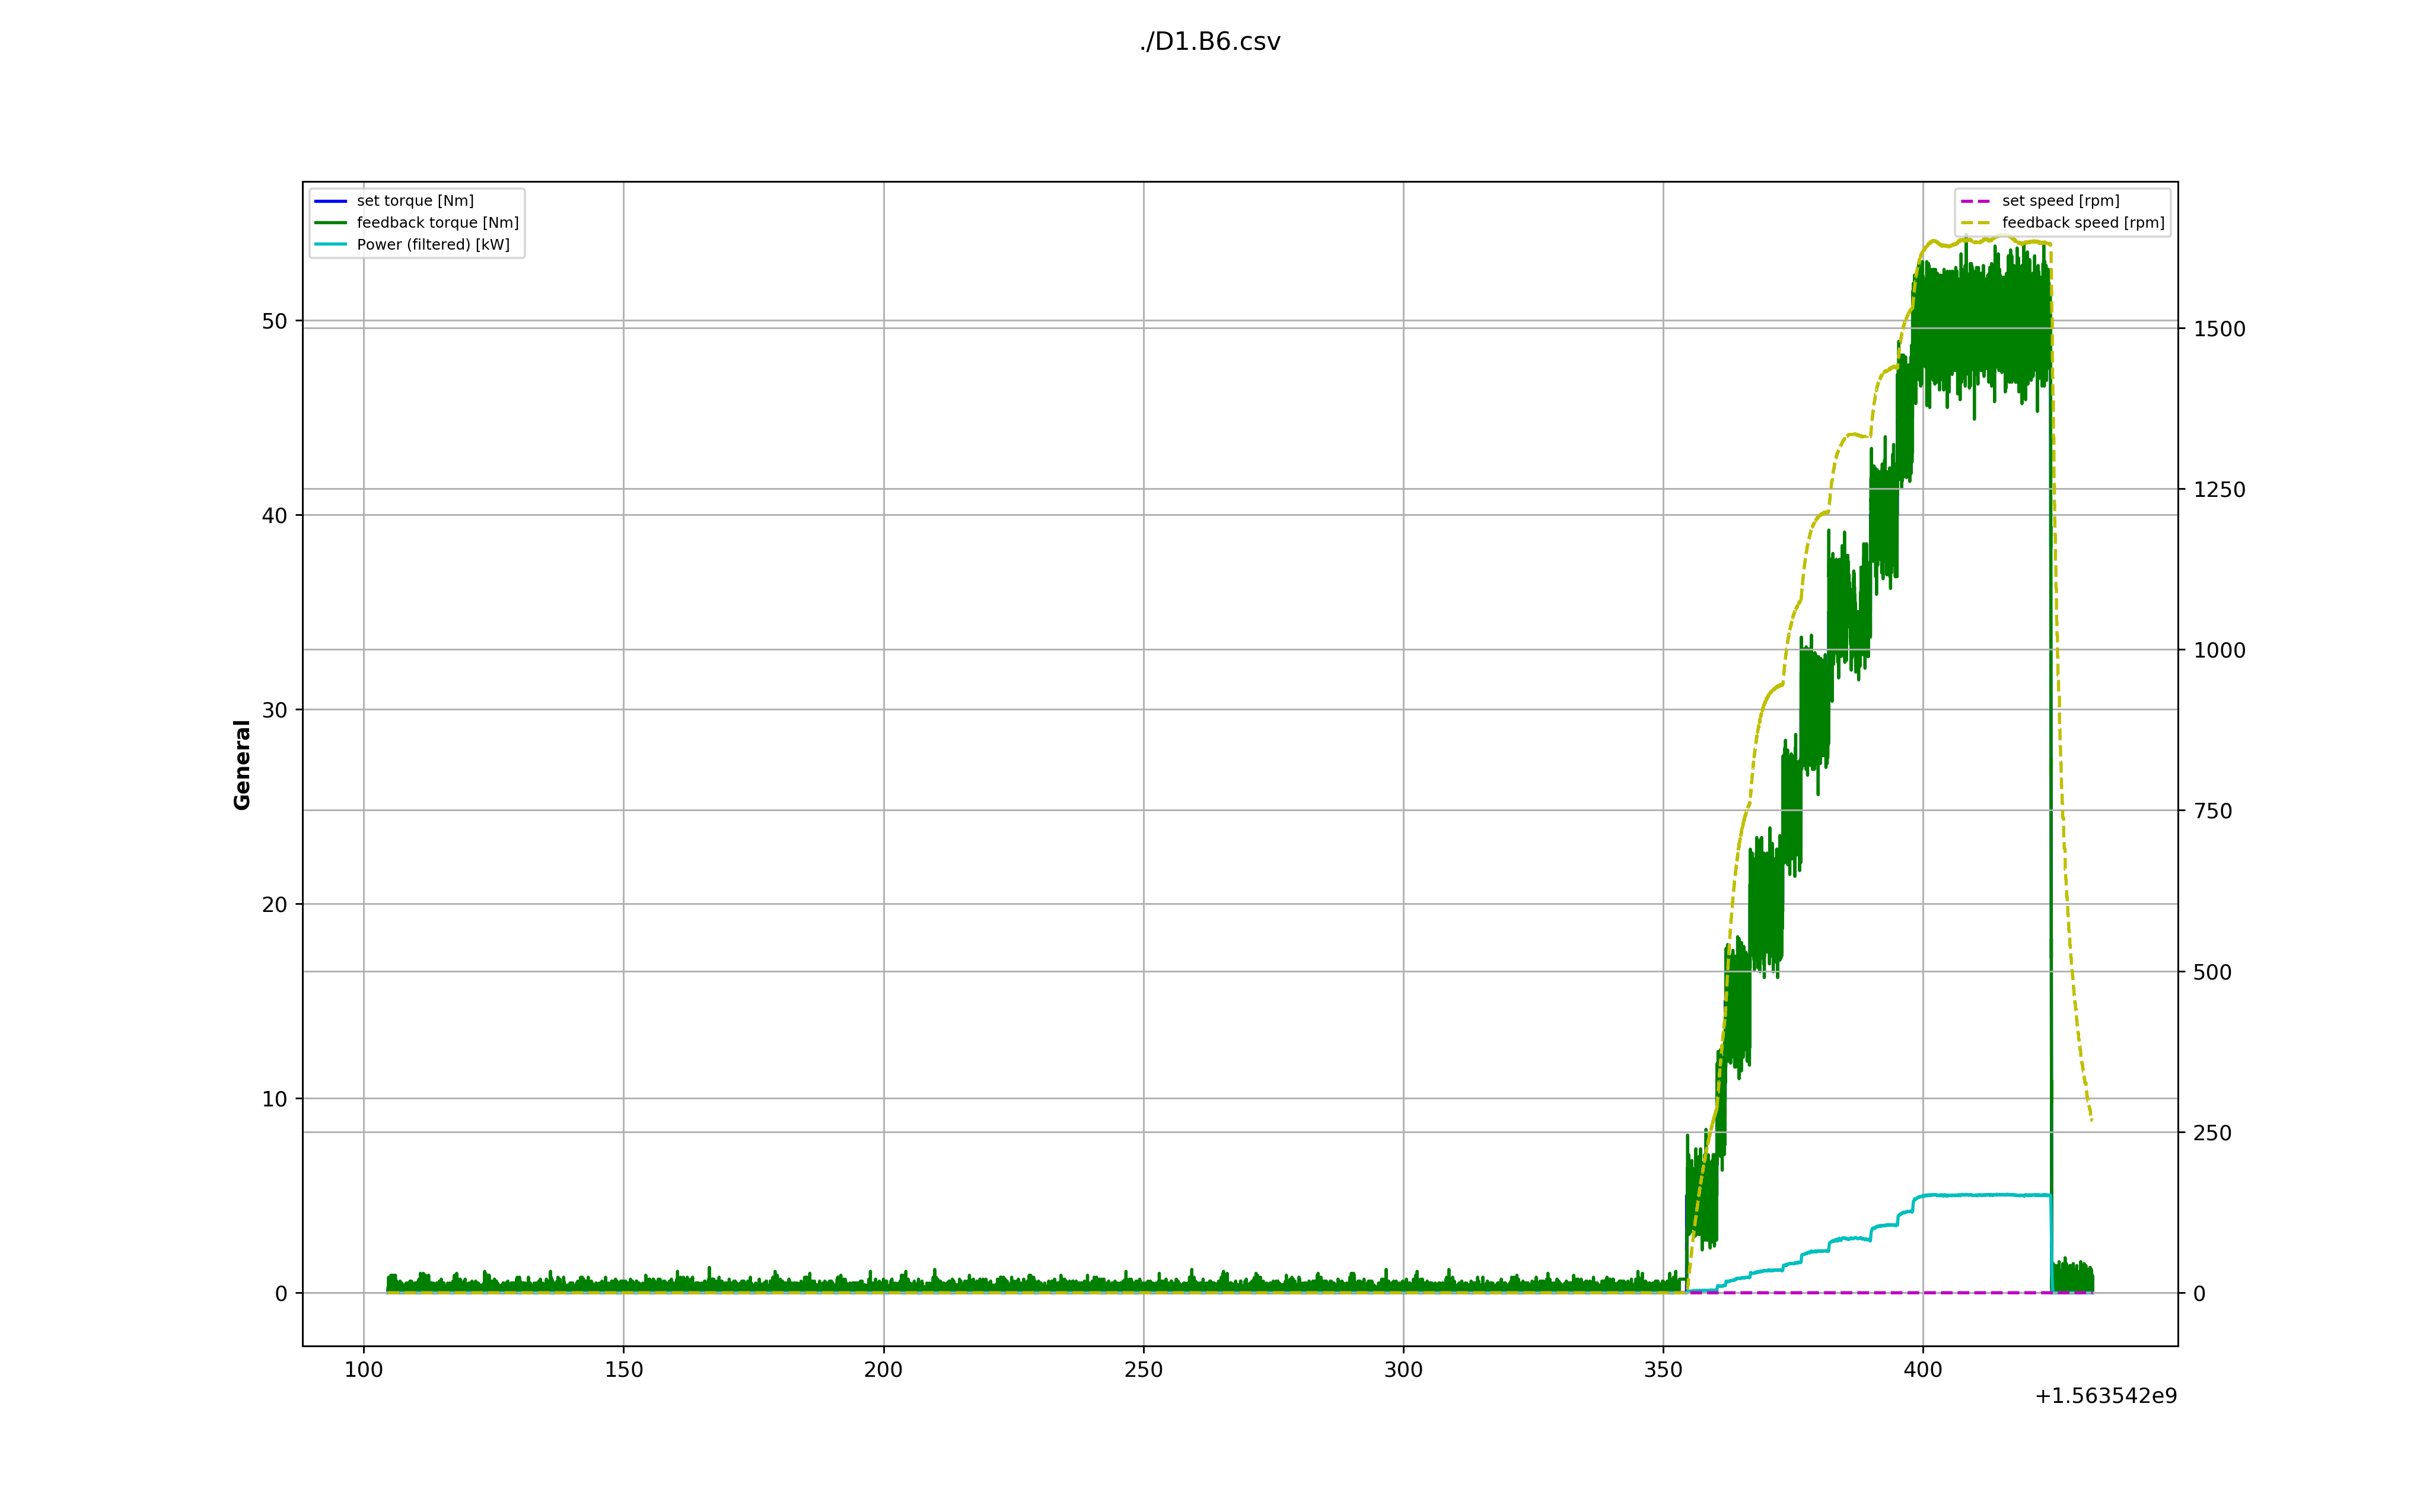 ./D1.B6.csv
set torque [Nm]
feedback torque [Nm]
Power (filtered) [kW]
set speed [rpm]
feedback speed [rpm]
General
50
40
30
20
10
0
1500
1250
1000
750
500
250
0
100 150 200 250 300 350 400
+1.563542e9